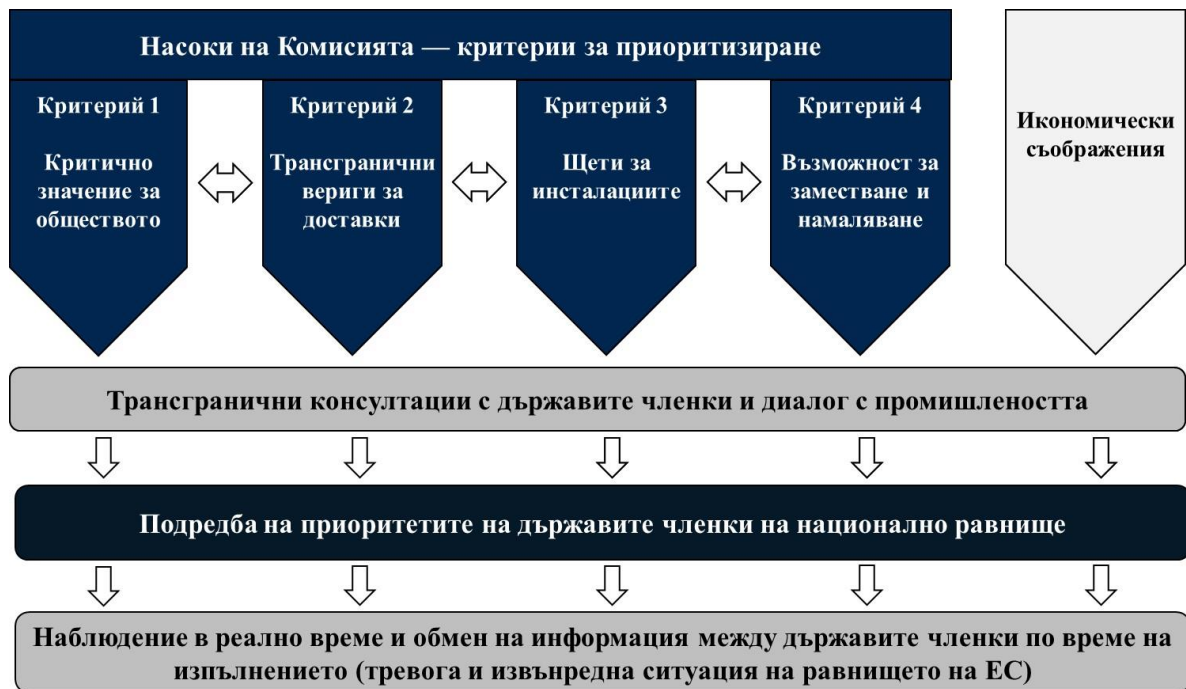 Насоки на Комисията — критерии за приоритизиране
Критерий 1
Критично
значение за
обществото
Критерий 2
Трансгранични
вериги за
доставки
Критерий 3
Щети за
инсталациите
Критерий 4
Възможност за
заместване и
намаляване
Икономически
съображения
Трансгранични консултации с държавите членки и диалог с промишлеността
Подредба на приоритетите на държавите членки на национално равнище
Наблюдение в реално време и обмен на информация между държавите членки по време на
изпълнението (тревога и извънредна ситуация на равнището на ЕС)